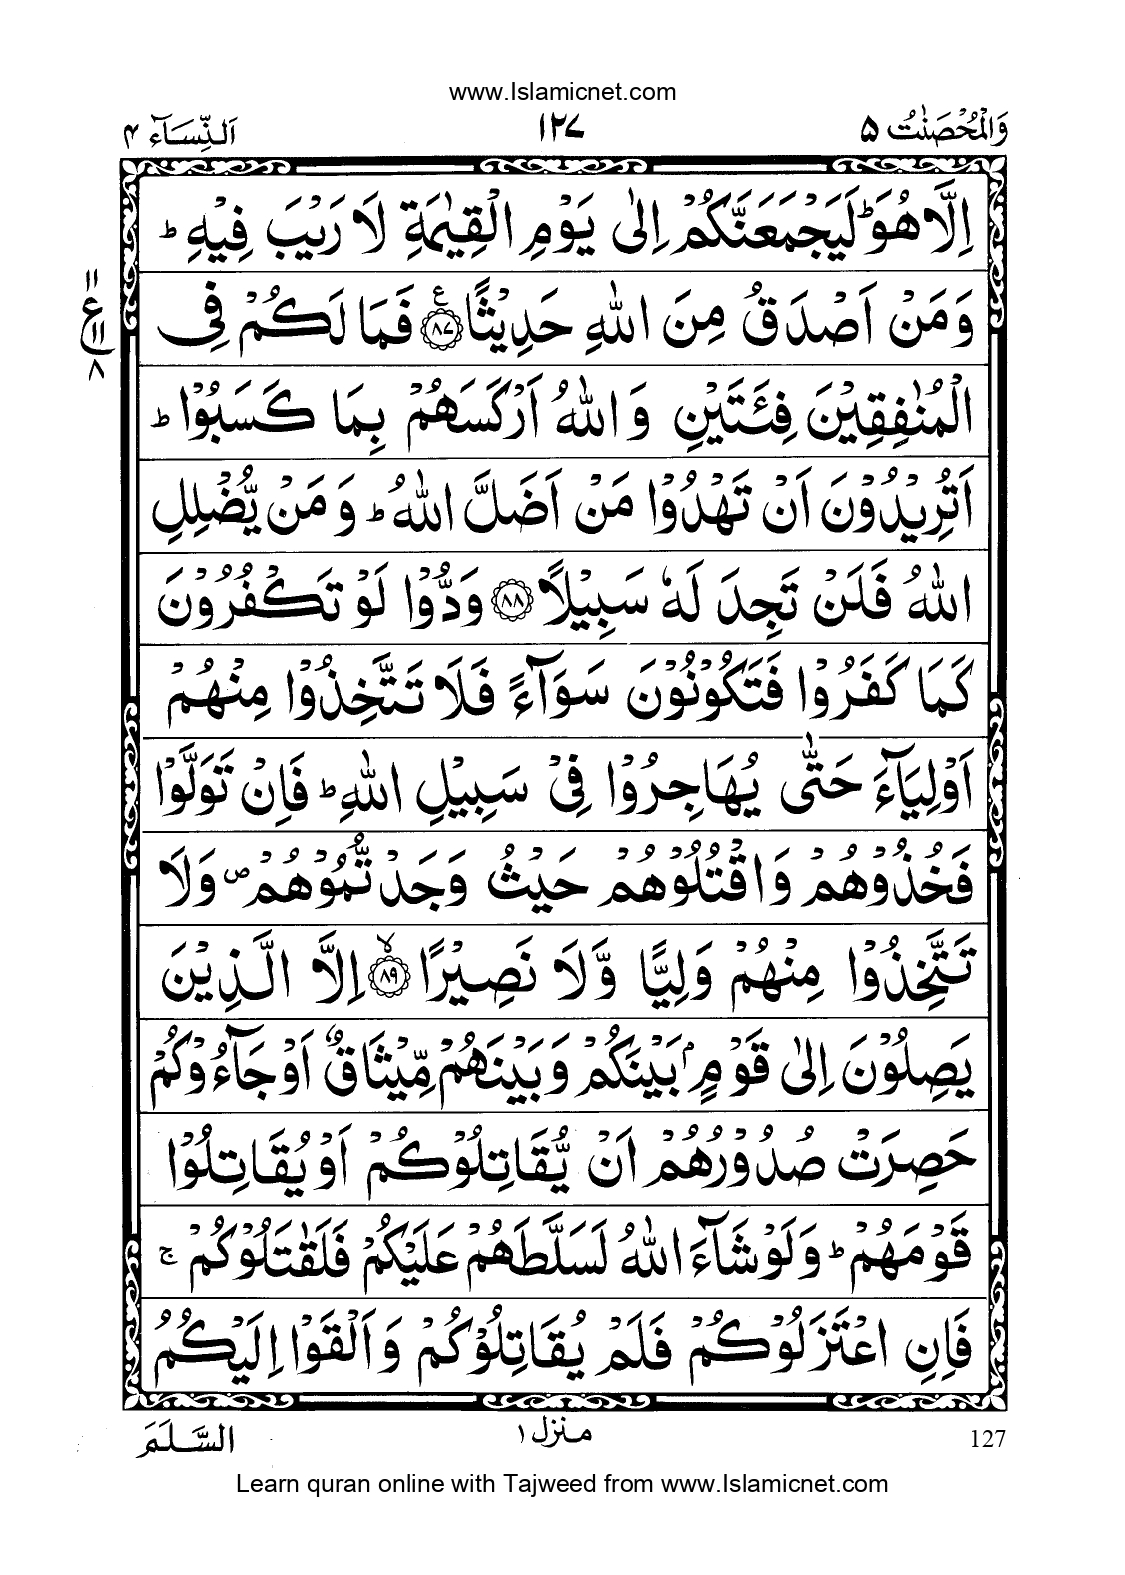 www.Islamicnet.com
وَالْمُحْصَنٰتُ ۵ ۱۲۷ اَلنِّسَآء ۴
اِلَّا هُوَ ؕ لَيَجْمَعَنَّكُمْ اِلٰى يَوْمِ الْقِيٰمَةِ لَا رَيْبَ فِيْهِ ؕ
وَمَنْ اَصْدَقُ مِنَ اللّٰهِ حَدِيْثًا ﴿۸۷﴾ ع فَمَا لَكُمْ فِى
۱۱ ع ۱۱ ۸
الْمُنٰفِقِيْنَ فِئَتَيْنِ وَاللّٰهُ اَرْكَسَهُمْ بِمَا كَسَبُوْا ؕ
اَتُرِيْدُوْنَ اَنْ تَهْدُوْا مَنْ اَضَلَّ اللّٰهُ ؕ وَمَنْ يُّضْلِلِ
اللّٰهُ فَلَنْ تَجِدَ لَهٗ سَبِيْلًا ﴿۸۸﴾ وَدُّوْا لَوْ تَكْفُرُوْنَ
كَمَا كَفَرُوْا فَتَكُوْنُوْنَ سَوَآءً فَلَا تَتَّخِذُوْا مِنْهُمْ
اَوْلِيَآءَ حَتّٰى يُهَاجِرُوْا فِىْ سَبِيْلِ اللّٰهِ ؕ فَاِنْ تَوَلَّوْا
فَخُذُوْهُمْ وَاقْتُلُوْهُمْ حَيْثُ وَجَدْتُّمُوْهُمْ ۪ وَلَا
تَتَّخِذُوْا مِنْهُمْ وَلِيًّا وَّلَا نَصِيْرًا ۙ﴿۸۹﴾ اِلَّا الَّذِيْنَ
يَصِلُوْنَ اِلٰى قَوْمٍۭ بَيْنَكُمْ وَبَيْنَهُمْ مِّيْثَاقٌ اَوْ جَآءُوْكُمْ
حَصِرَتْ صُدُوْرُهُمْ اَنْ يُّقَاتِلُوْكُمْ اَوْ يُقَاتِلُوْا
قَوْمَهُمْ ؕ وَلَوْ شَآءَ اللّٰهُ لَسَلَّطَهُمْ عَلَيْكُمْ فَلَقٰتَلُوْكُمْ ۚ
فَاِنِ اعْتَزَلُوْكُمْ فَلَمْ يُقَاتِلُوْكُمْ وَاَلْقَوْا اِلَيْكُمُ
السَّلَمَ منزل ۱ 127
Learn quran online with Tajweed from www.Islamicnet.com